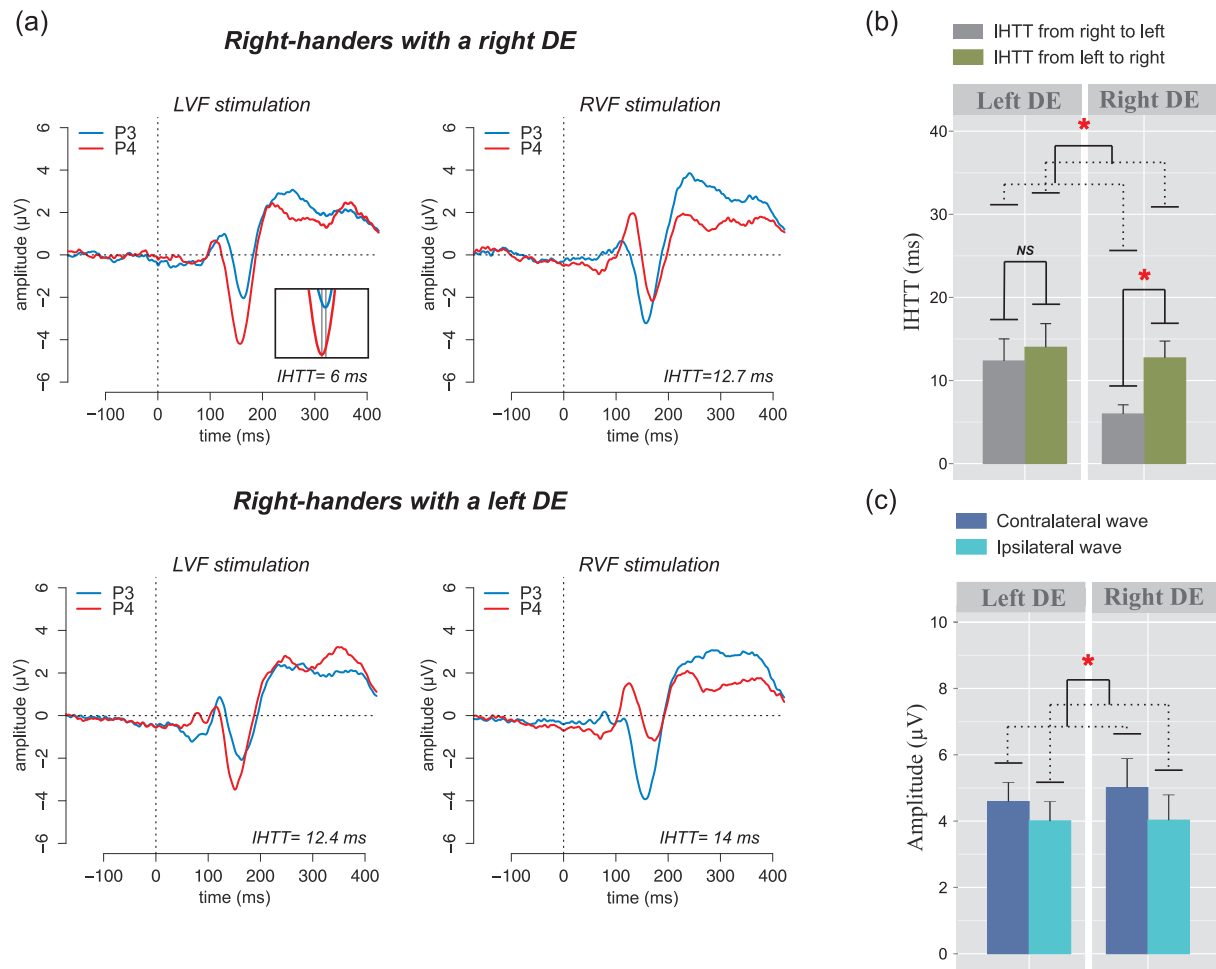 (a)
Right-handers with a right DE
LVF stimulation
P3
P4
amplitude (μV)
6
4
2
0
−2
−4
−6
IHTT= 6 ms
−100 0 100 200 300 400
time (ms)
RVF stimulation
P3
P4
amplitude (μV)
6
4
2
0
−2
−4
−6
IHTT=12.7 ms
−100 0 100 200 300 400
time (ms)
Right-handers with a left DE
LVF stimulation
P3
P4
amplitude (μV)
6
4
2
0
−2
−4
−6
IHTT= 12.4 ms
−100 0 100 200 300 400
time (ms)
RVF stimulation
P3
P4
amplitude (μV)
6
4
2
0
−2
−4
−6
IHTT= 14 ms
−100 0 100 200 300 400
time (ms)
(b)
IHTT from right to left
IHTT from left to right
Left DE Right DE
IHTT (ms)
40
30
20
10
0
*
NS
*
(c)
Contralateral wave
Ipsilateral wave
Left DE Right DE
Amplitude (μV)
10
8
6
4
2
0
*